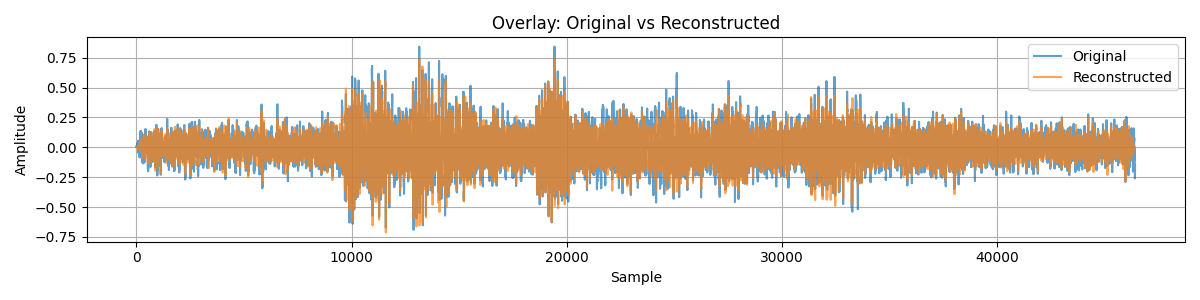 Overlay: Original vs Reconstructed
Original
Reconstructed
Amplitude
0.75
0.50
0.25
0.00
−0.25
−0.50
−0.75
0
10000
20000
30000
40000
Sample